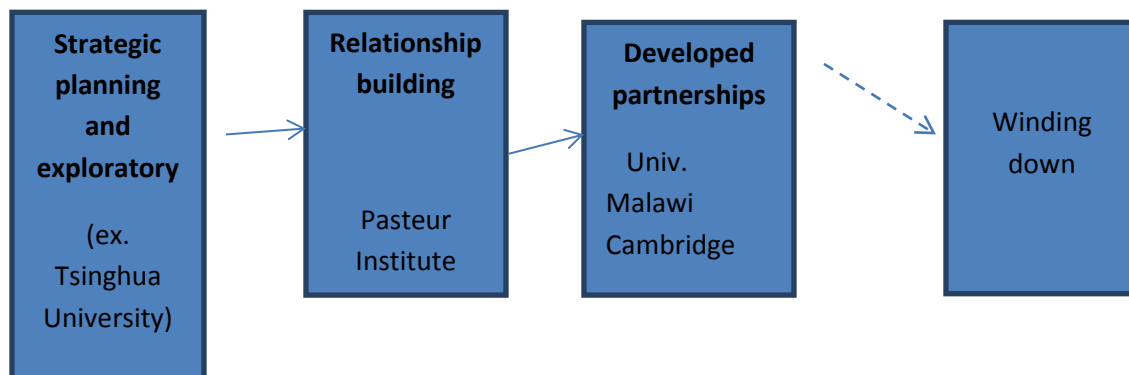 Strategic
planning
and
exploratory
(ex.
Tsinghua
University)
Relationship
building
Pasteur
Institute
Developed
partnerships
Univ.
Malawi
Cambridge
Winding
down